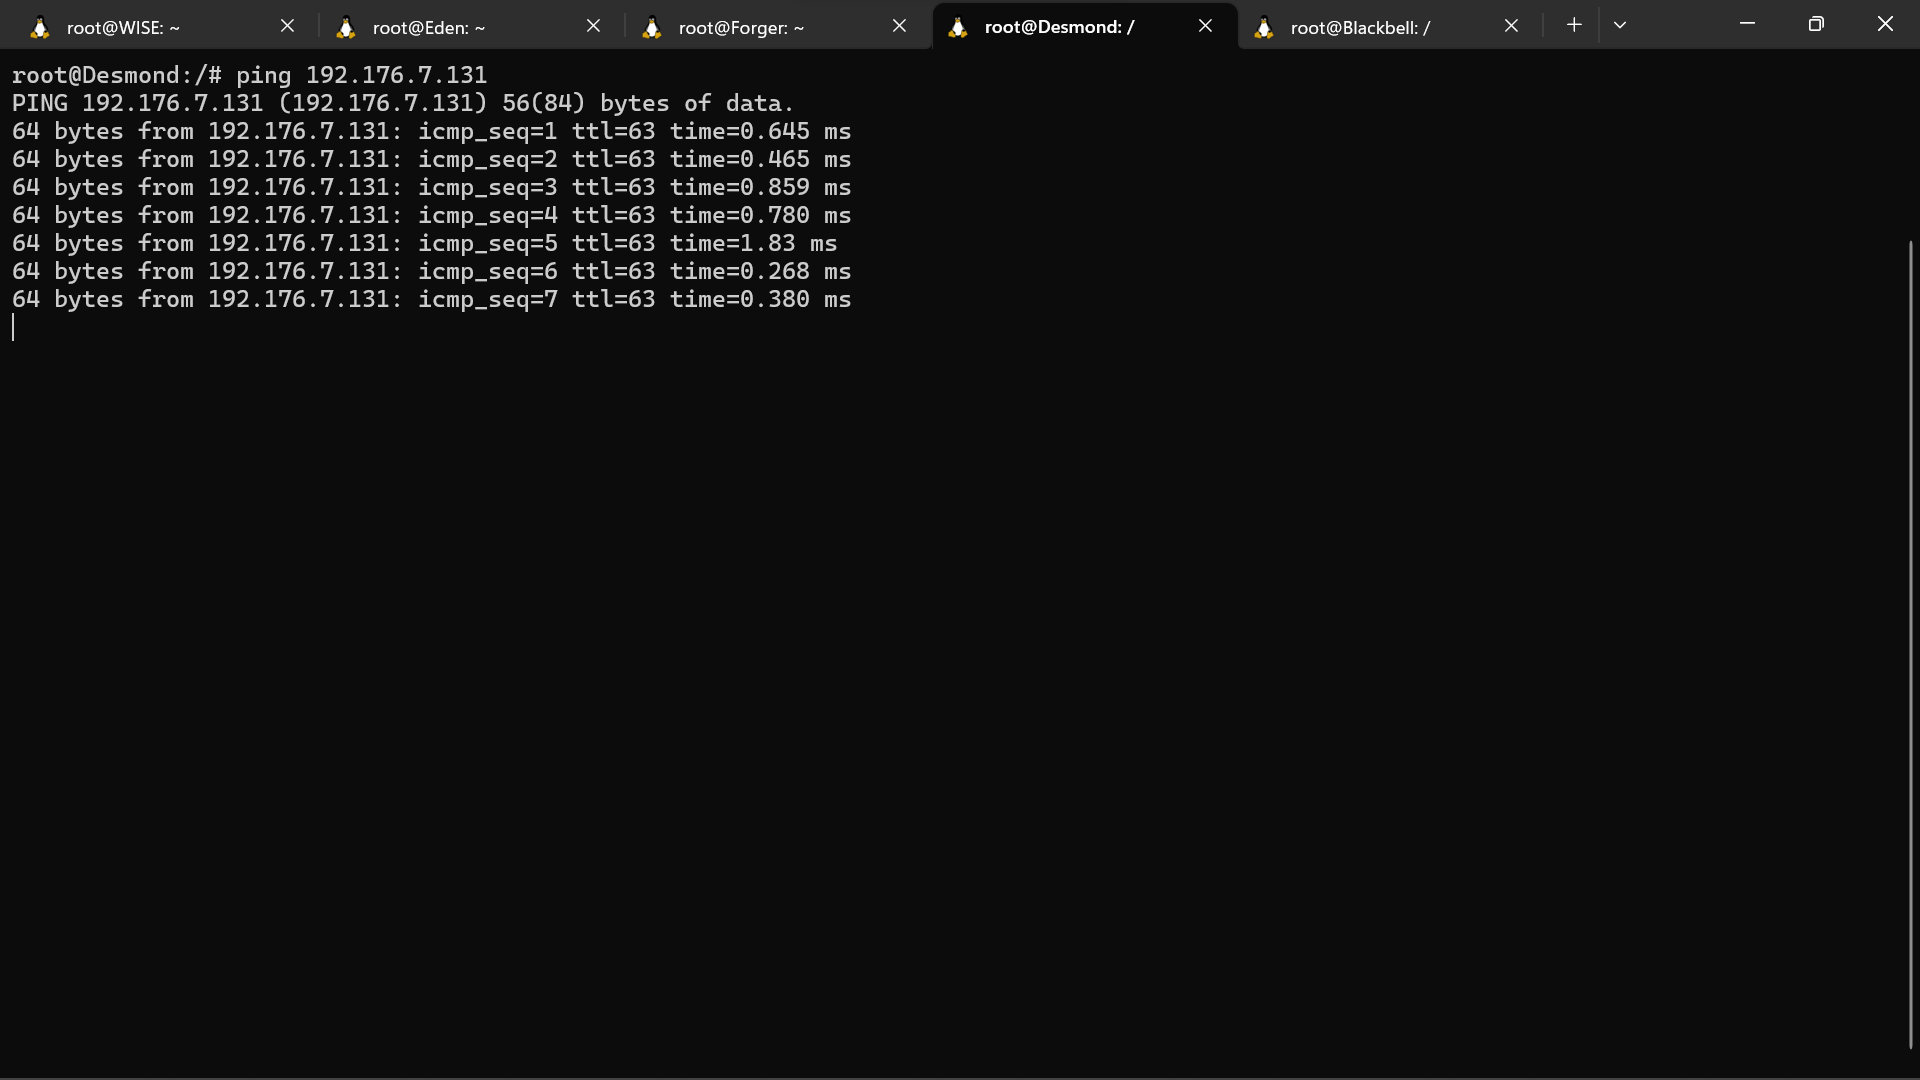 root@WISE: ~
root@Eden: ~
root@Forger: ~
root@Desmond: /
root@Blackbell: /
root@Desmond:/# ping 192.176.7.131
PING 192.176.7.131 (192.176.7.131) 56(84) bytes of data.
64 bytes from 192.176.7.131: icmp_seq=1 ttl=63 time=0.645 ms
64 bytes from 192.176.7.131: icmp_seq=2 ttl=63 time=0.465 ms
64 bytes from 192.176.7.131: icmp_seq=3 ttl=63 time=0.859 ms
64 bytes from 192.176.7.131: icmp_seq=4 ttl=63 time=0.780 ms
64 bytes from 192.176.7.131: icmp_seq=5 ttl=63 time=1.83 ms
64 bytes from 192.176.7.131: icmp_seq=6 ttl=63 time=0.268 ms
64 bytes from 192.176.7.131: icmp_seq=7 ttl=63 time=0.380 ms